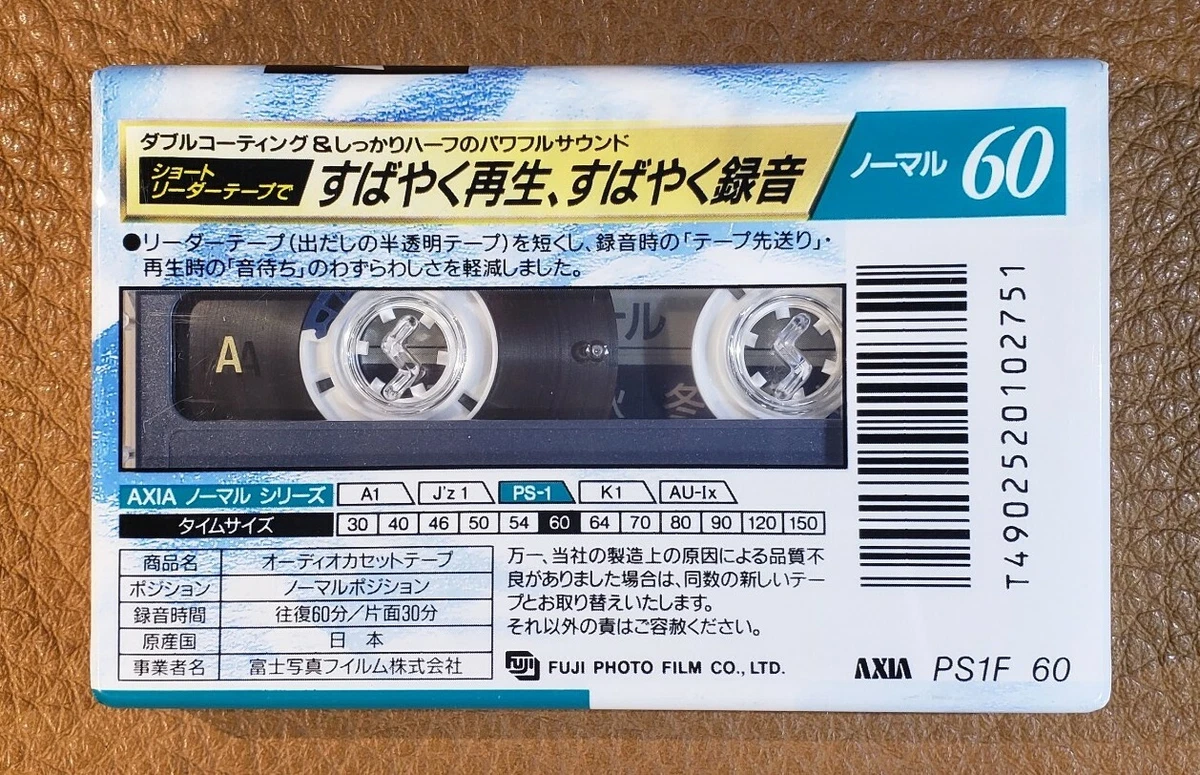 ダブルコーティング&しっかりハーフのパワフルサウンド
ショート
リーダーテープで
すばやく再生、すばやく録音
ノーマル 60
●リーダーテープ(出だしの半透明テープ)を短くし、録音時の「テープ先送り」・
再生時の「音待ち」のわずらわしさを軽減しました。
A
ール
冬
T4902520102751
AXIA ノーマル シリーズ A1 J'z 1 PS-1 K1 AU-Ix
タイムサイズ 30 40 46 50 54 60 64 70 80 90 120 150
商品名 オーディオカセットテープ
ポジション ノーマルポジション
録音時間 往復60分/片面30分
原産国 日 本
事業者名 富士写真フイルム株式会社
万一、当社の製造上の原因による品質不
良がありました場合は、同数の新しいテー
プとお取り替えいたします。
それ以外の責はご容赦ください。
FUJI FUJI PHOTO FILM CO., LTD.
AXIA PS1F 60